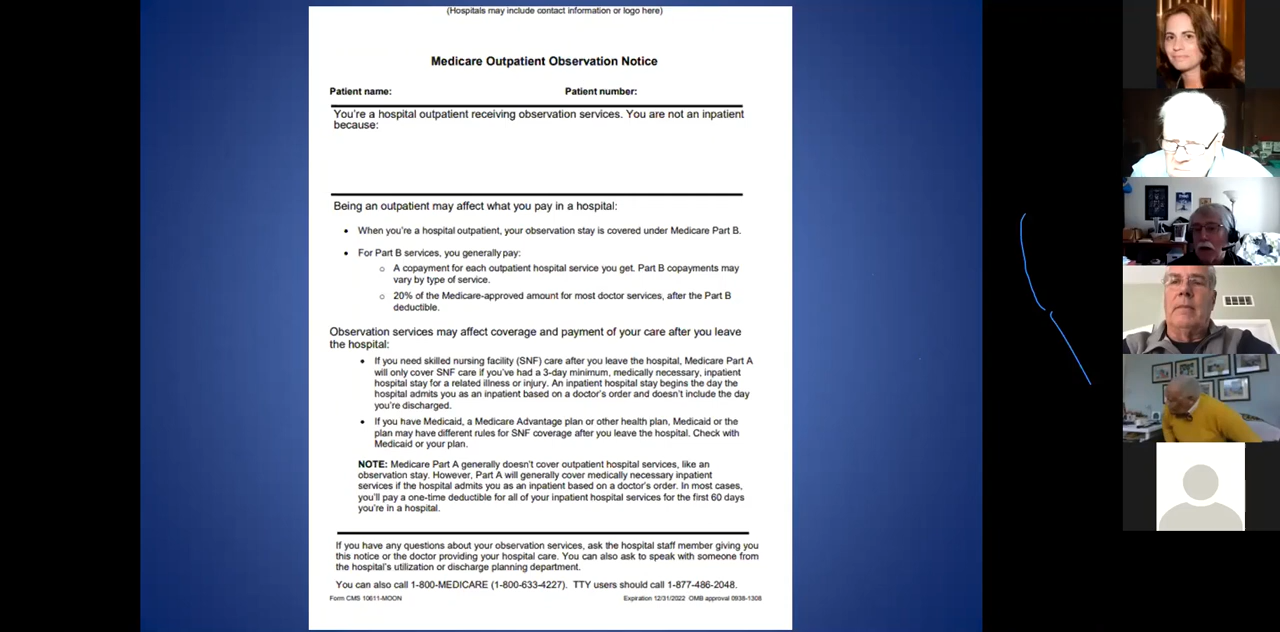 (Hospitals may include contact information or logo here)
Medicare Outpatient Observation Notice
Patient name: Patient number:
You're a hospital outpatient receiving observation services. You are not an inpatient
because:
Being an outpatient may affect what you pay in a hospital:
• When you're a hospital outpatient, your observation stay is covered under Medicare Part B.
• For Part B services, you generally pay:
o A copayment for each outpatient hospital service you get. Part B copayments may
vary by type of service.
o 20% of the Medicare-approved amount for most doctor services, after the Part B
deductible.
Observation services may affect coverage and payment of your care after you leave
the hospital:
• If you need skilled nursing facility (SNF) care after you leave the hospital, Medicare Part A
will only cover SNF care if you've had a 3-day minimum, medically necessary, inpatient
hospital stay for a related illness or injury. An inpatient hospital stay begins the day the
hospital admits you as an inpatient based on a doctor's order and doesn't include the day
you're discharged.
• If you have Medicaid, a Medicare Advantage plan or other health plan, Medicaid or the
plan may have different rules for SNF coverage after you leave the hospital. Check with
Medicaid or your plan.
NOTE: Medicare Part A generally doesn't cover outpatient hospital services, like an
observation stay. However, Part A will generally cover medically necessary inpatient
services if the hospital admits you as an inpatient based on a doctor's order. In most cases,
you'll pay a one-time deductible for all of your inpatient hospital services for the first 60 days
you're in a hospital.
If you have any questions about your observation services, ask the hospital staff member giving you
this notice or the doctor providing your hospital care. You can also ask to speak with someone from
the hospital's utilization or discharge planning department.
You can also call 1-800-MEDICARE (1-800-633-4227). TTY users should call 1-877-486-2048.
Form CMS 10611-MOON Expiration 12/31/2022 OMB approval 0938-1308